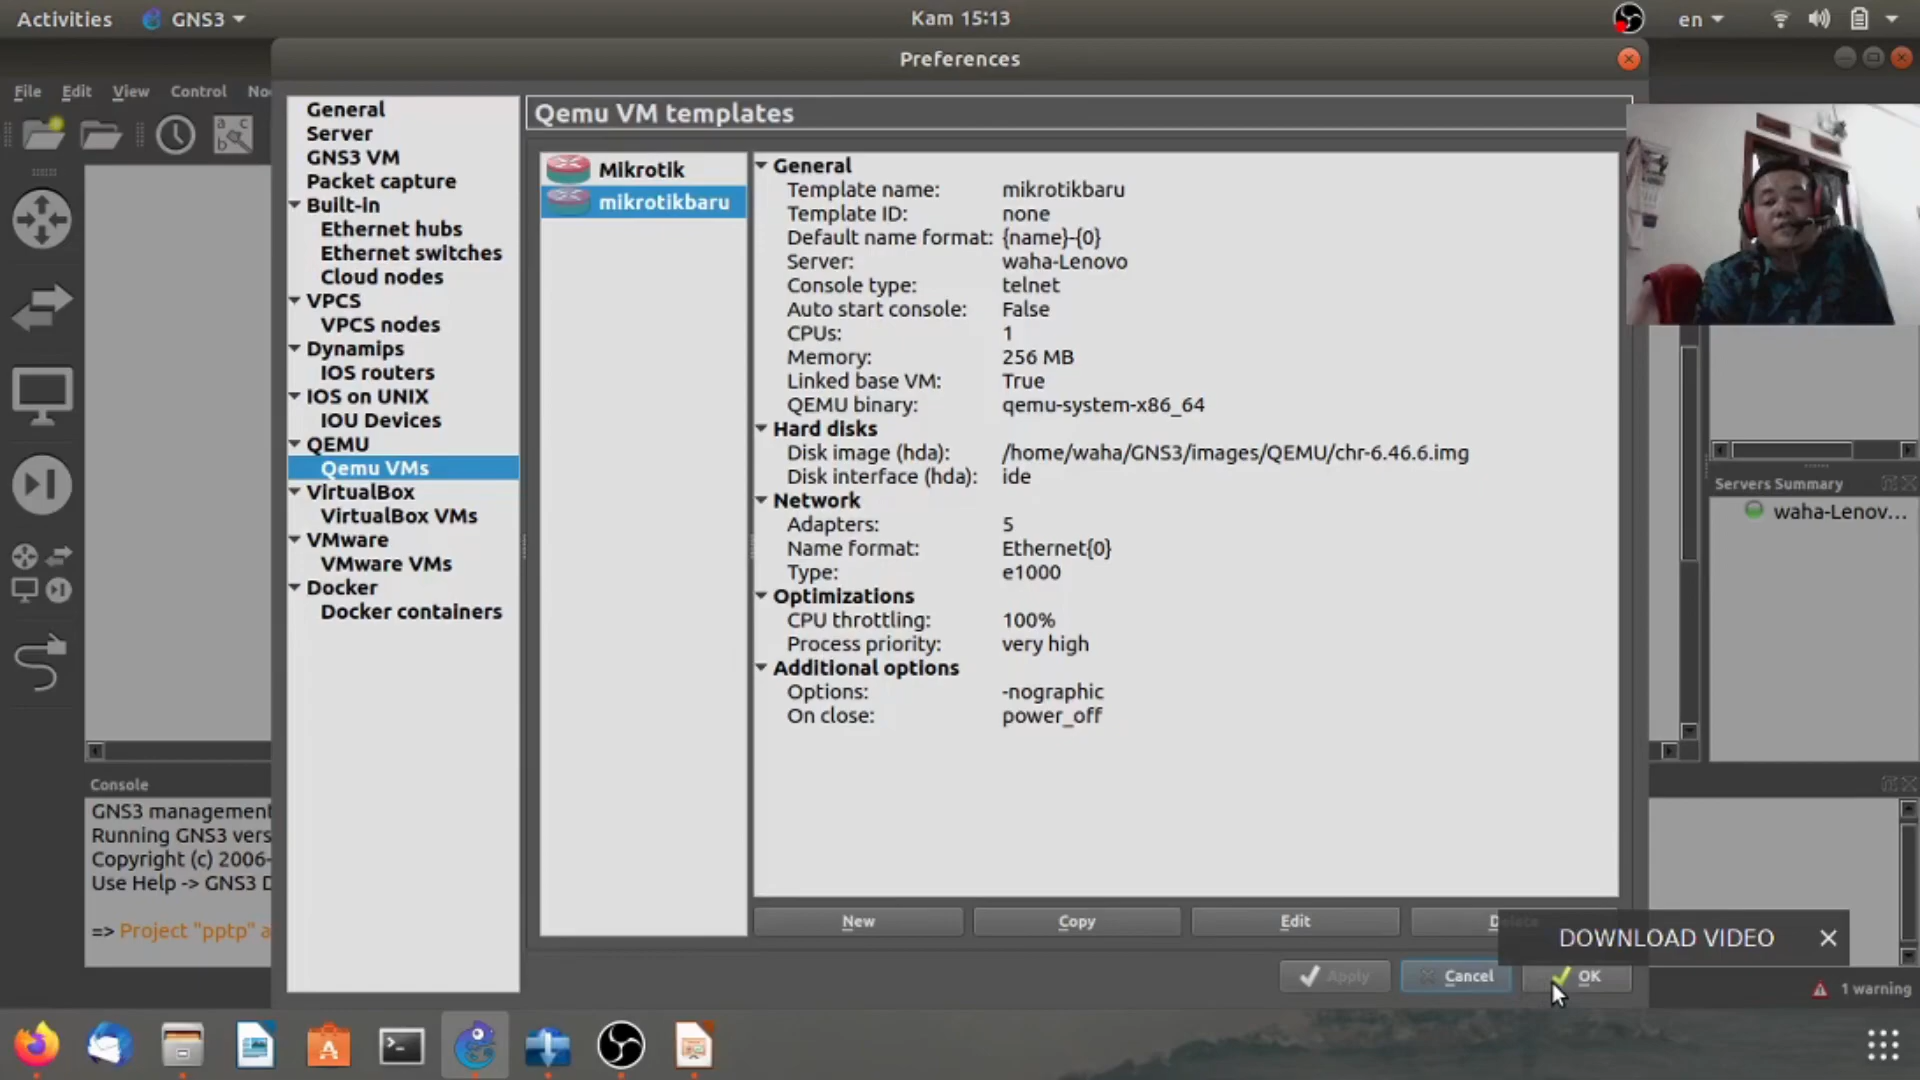 Activities
GNS3
Kam 15:13
en
Preferences
File
Edit
View
Control
No
General
Server
GNS3 VM
Packet capture
Built-in
Ethernet hubs
Ethernet switches
Cloud nodes
VPCS
VPCS nodes
Dynamips
IOS routers
IOS on UNIX
IOU Devices
QEMU
Qemu VMs
VirtualBox
VirtualBox VMs
VMware
VMware VMs
Docker
Docker containers
Qemu VM templates
Mikrotik
mikrotikbaru
General
Template name: mikrotikbaru
Template ID: none
Default name format: {name}-{0}
Server: waha-Lenovo
Console type: telnet
Auto start console: False
CPUs: 1
Memory: 256 MB
Linked base VM: True
QEMU binary: qemu-system-x86_64
Hard disks
Disk image (hda): /home/waha/GNS3/images/QEMU/chr-6.46.6.img
Disk interface (hda): ide
Network
Adapters: 5
Name format: Ethernet{0}
Type: e1000
Optimizations
CPU throttling: 100%
Process priority: very high
Additional options
Options: -nographic
On close: power_off
New
Copy
Edit
Delete
DOWNLOAD VIDEO
Apply
Cancel
OK
Servers Summary
waha-Lenov...
Console
GNS3 management
Running GNS3 vers
Copyright (c) 2006-
Use Help -> GNS3 D
=> Project "pptp" a
1 warning